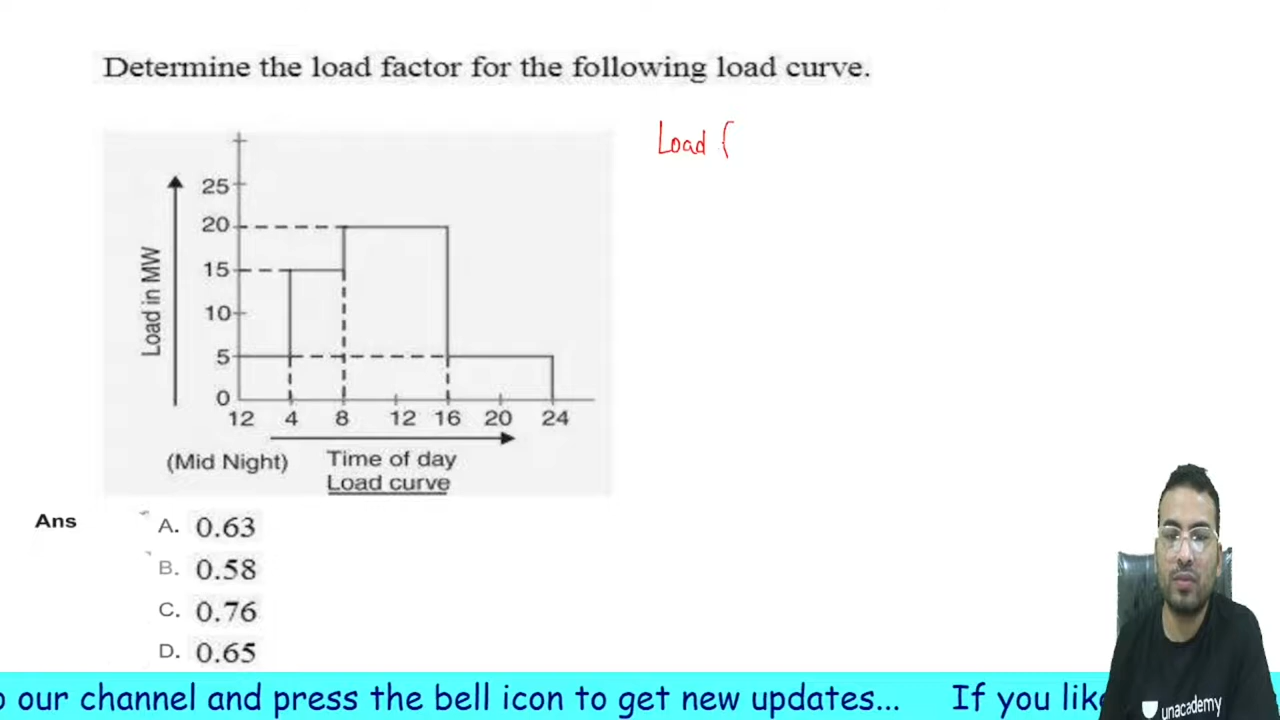 Determine the load factor for the following load curve.
Load f
25
20
15
10
5
0
Load in MW
12 4 8 12 16 20 24
(Mid Night) Time of day
Load curve
Ans
A. 0.63
B. 0.58
C. 0.76
D. 0.65
our channel and press the bell icon to get new updates... If you lik
unacademy